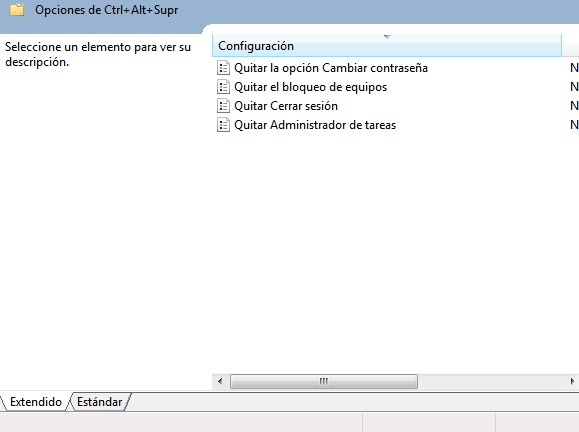 Opciones de Ctrl+Alt+Supr
Seleccione un elemento para ver su
descripción.
Configuración
Quitar la opción Cambiar contraseña
N
Quitar el bloqueo de equipos
N
Quitar Cerrar sesión
N
Quitar Administrador de tareas
N
Extendido
Estándar